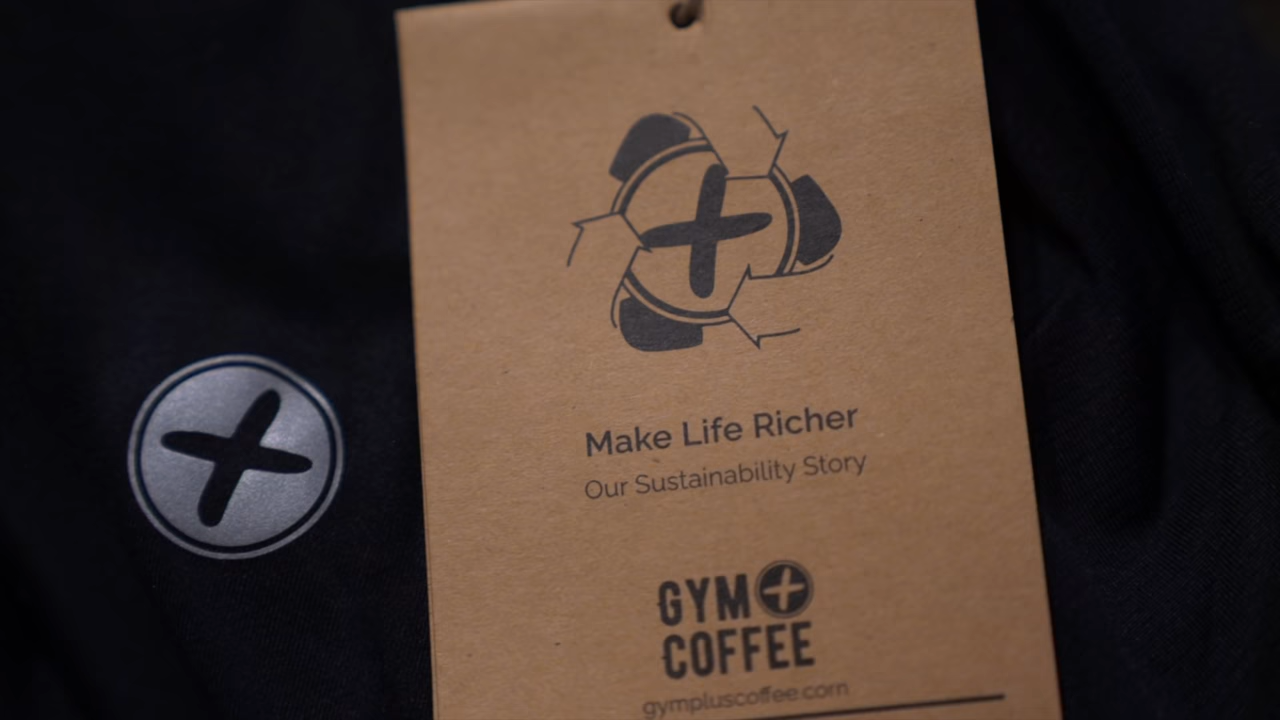 Make Life Richer
Our Sustainability Story
GYM+
COFFEE
gympluscoffee.com